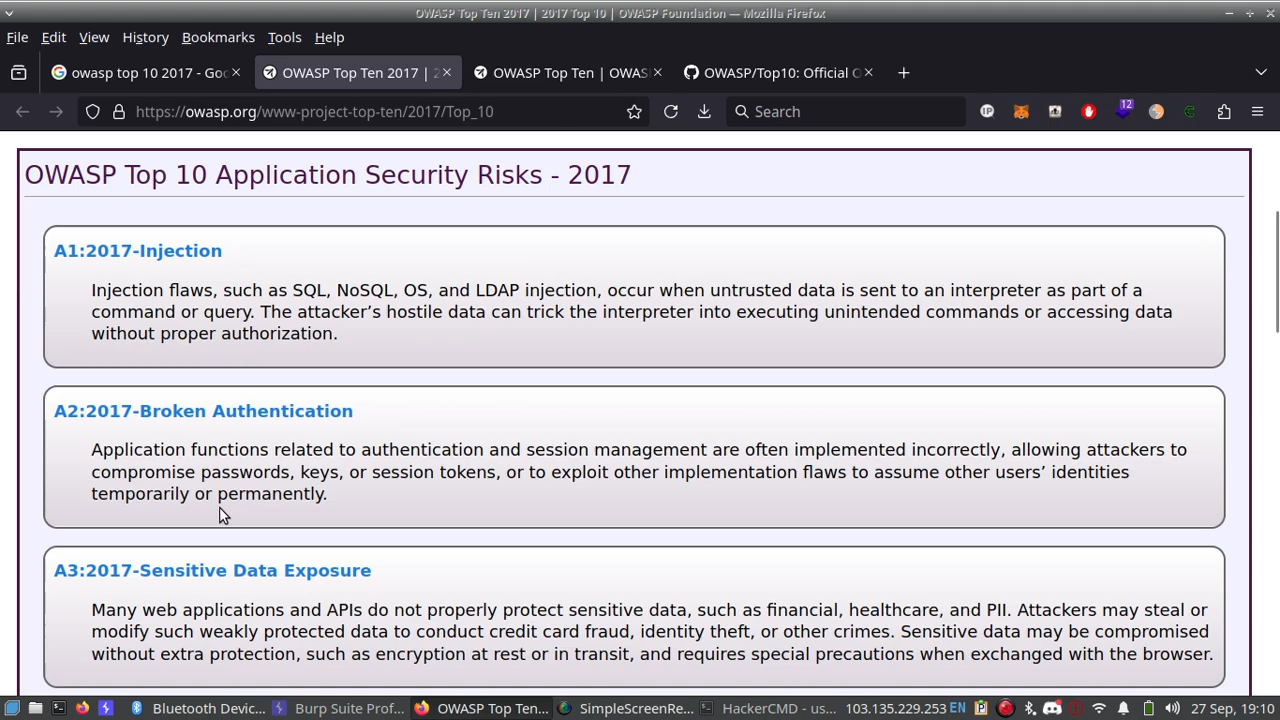 OWASP Top Ten 2017 | 2017 Top 10 | OWASP Foundation — Mozilla Firefox
File Edit View History Bookmarks Tools Help
owasp top 10 2017 - Goo
OWASP Top Ten 2017 | 2
OWASP Top Ten | OWAS
OWASP/Top10: Official O
https://owasp.org/www-project-top-ten/2017/Top_10
Search
12
OWASP Top 10 Application Security Risks - 2017
A1:2017-Injection
Injection flaws, such as SQL, NoSQL, OS, and LDAP injection, occur when untrusted data is sent to an interpreter as part of a
command or query. The attacker’s hostile data can trick the interpreter into executing unintended commands or accessing data
without proper authorization.
A2:2017-Broken Authentication
Application functions related to authentication and session management are often implemented incorrectly, allowing attackers to
compromise passwords, keys, or session tokens, or to exploit other implementation flaws to assume other users’ identities
temporarily or permanently.
A3:2017-Sensitive Data Exposure
Many web applications and APIs do not properly protect sensitive data, such as financial, healthcare, and PII. Attackers may steal or
modify such weakly protected data to conduct credit card fraud, identity theft, or other crimes. Sensitive data may be compromised
without extra protection, such as encryption at rest or in transit, and requires special precautions when exchanged with the browser.
Bluetooth Devic... Burp Suite Prof... OWASP Top Ten... SimpleScreenRe... HackerCMD - us... 103.135.229.253 EN 27 Sep, 19:10